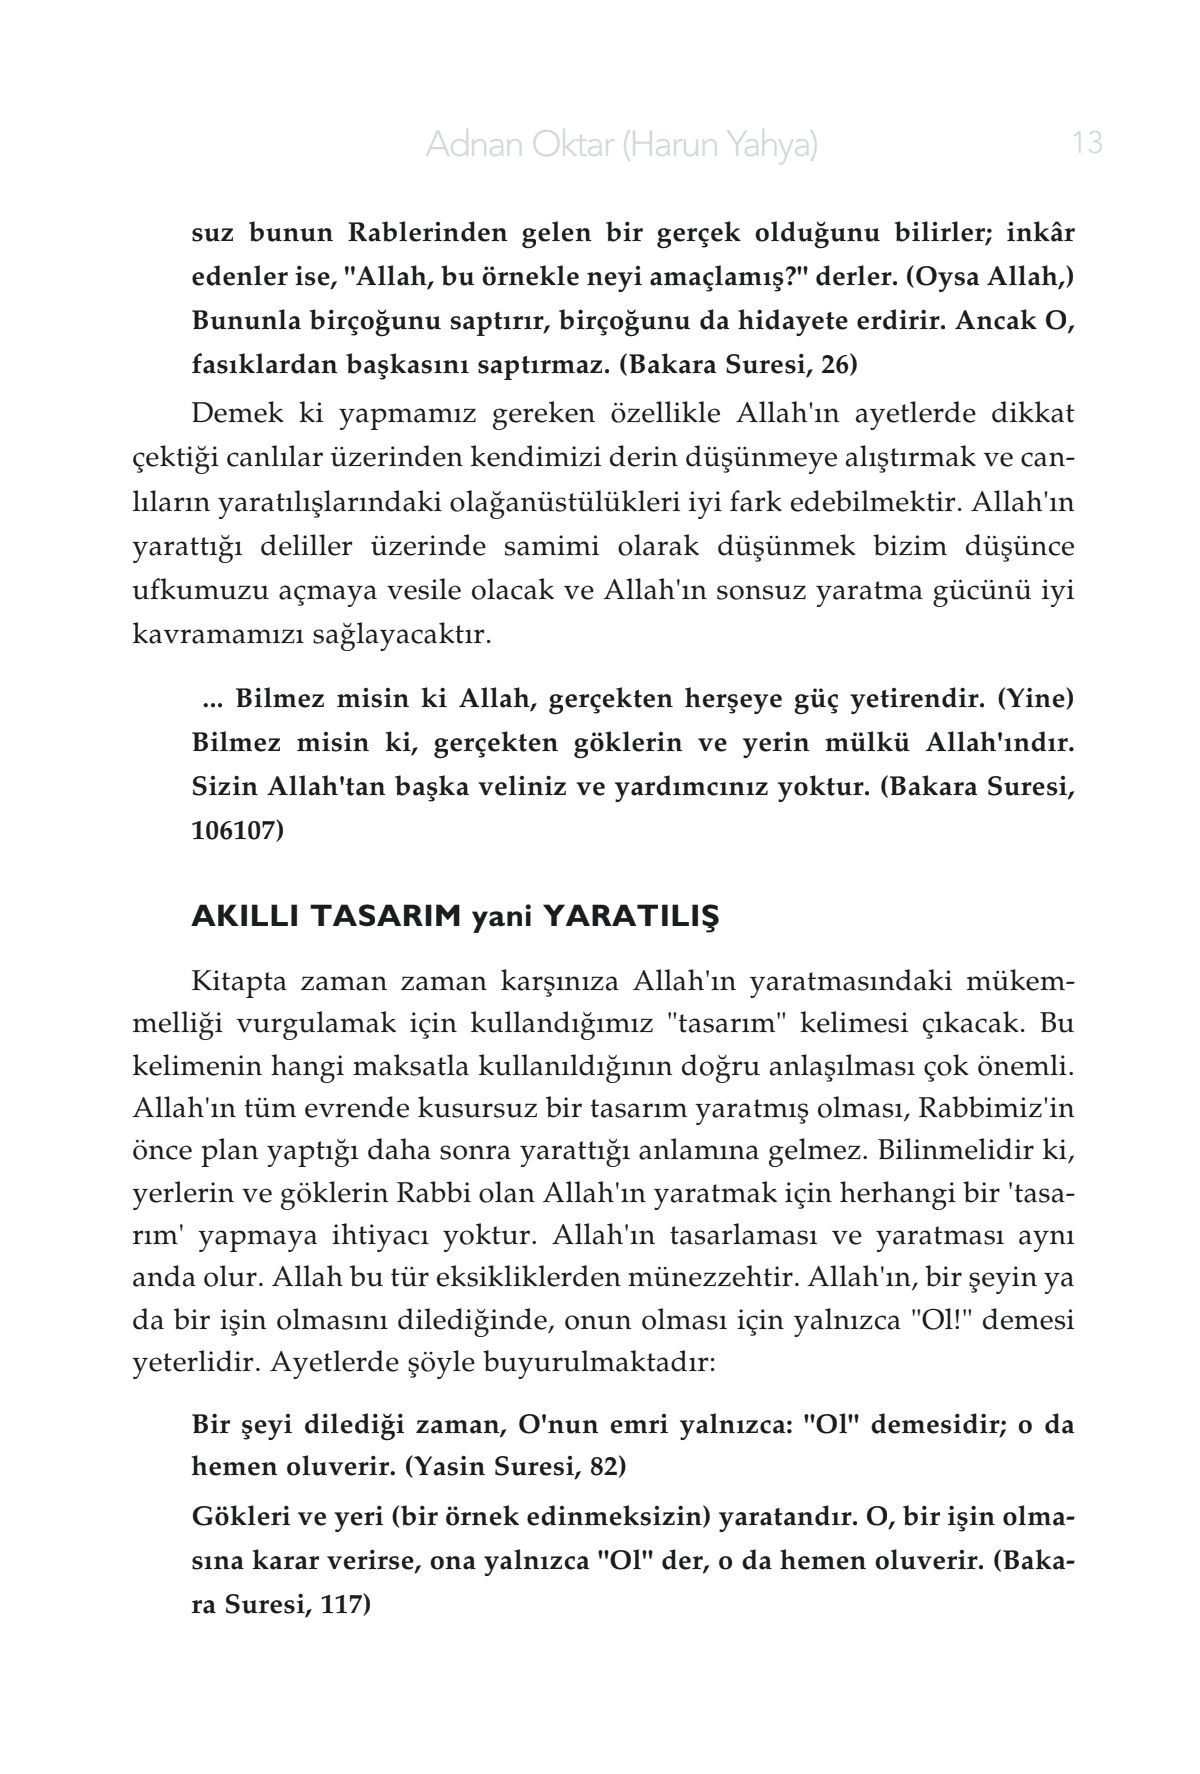 Adnan Oktar (Harun Yahya) 13
suz bunun Rablerinden gelen bir gerçek olduğunu bilirler; inkâr
edenler ise, "Allah, bu örnekle neyi amaçlamış?" derler. (Oysa Allah,)
Bununla birçoğunu saptırır, birçoğunu da hidayete erdirir. Ancak O,
fasıklardan başkasını saptırmaz. (Bakara Suresi, 26)
Demek ki yapmamız gereken özellikle Allah'ın ayetlerde dikkat
çektiği canlılar üzerinden kendimizi derin düşünmeye alıştırmak ve can-
lıların yaratılışlarındaki olağanüstülükleri iyi fark edebilmektir. Allah'ın
yarattığı deliller üzerinde samimi olarak düşünmek bizim düşünce
ufkumuzu açmaya vesile olacak ve Allah'ın sonsuz yaratma gücünü iyi
kavramamızı sağlayacaktır.
... Bilmez misin ki Allah, gerçekten herşeye güç yetirendir. (Yine)
Bilmez misin ki, gerçekten göklerin ve yerin mülkü Allah'ındır.
Sizin Allah'tan başka veliniz ve yardımcınız yoktur. (Bakara Suresi,
106107)
AKILLI TASARIM yani YARATILIŞ
Kitapta zaman zaman karşınıza Allah'ın yaratmasındaki mükem-
melliği vurgulamak için kullandığımız "tasarım" kelimesi çıkacak. Bu
kelimenin hangi maksatla kullanıldığının doğru anlaşılması çok önemli.
Allah'ın tüm evrende kusursuz bir tasarım yaratmış olması, Rabbimiz'in
önce plan yaptığı daha sonra yarattığı anlamına gelmez. Bilinmelidir ki,
yerlerin ve göklerin Rabbi olan Allah'ın yaratmak için herhangi bir 'tasa-
rım' yapmaya ihtiyacı yoktur. Allah'ın tasarlaması ve yaratması aynı
anda olur. Allah bu tür eksikliklerden münezzehtir. Allah'ın, bir şeyin ya
da bir işin olmasını dilediğinde, onun olması için yalnızca "Ol!" demesi
yeterlidir. Ayetlerde şöyle buyurulmaktadır:
Bir şeyi dilediği zaman, O'nun emri yalnızca: "Ol" demesidir; o da
hemen oluverir. (Yasin Suresi, 82)
Gökleri ve yeri (bir örnek edinmeksizin) yaratandır. O, bir işin olma-
sına karar verirse, ona yalnızca "Ol" der, o da hemen oluverir. (Baka-
ra Suresi, 117)